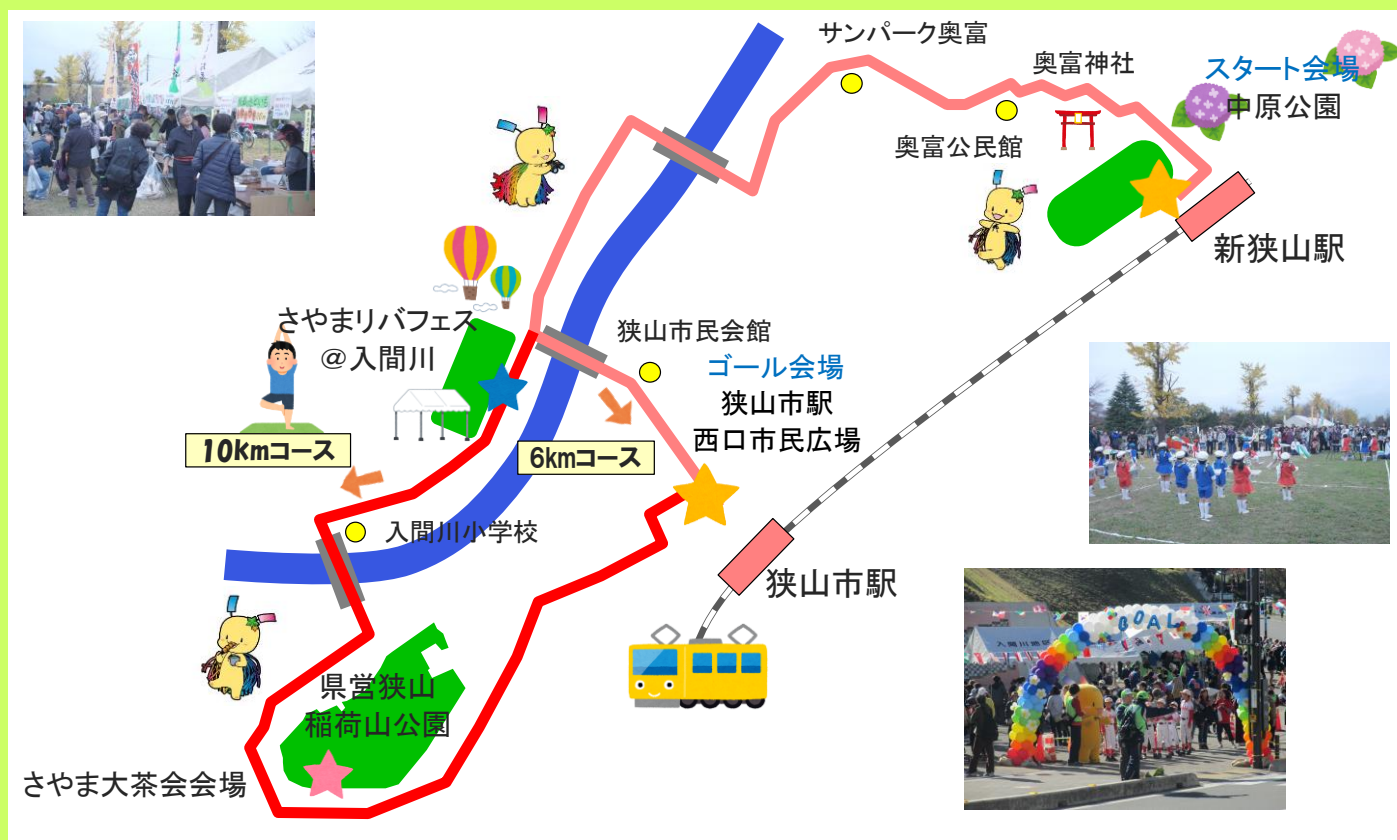 サンパーク奥富
奥富神社
スタート会場
中原公園
奥富公民館
新狭山駅
さやまリバフェス
@入間川
狭山市民会館
ゴール会場
狭山市駅
西口市民広場
10kmコース
6kmコース
入間川小学校
狭山市駅
県営狭山
稲荷山公園
さやま大茶会会場
GOAL